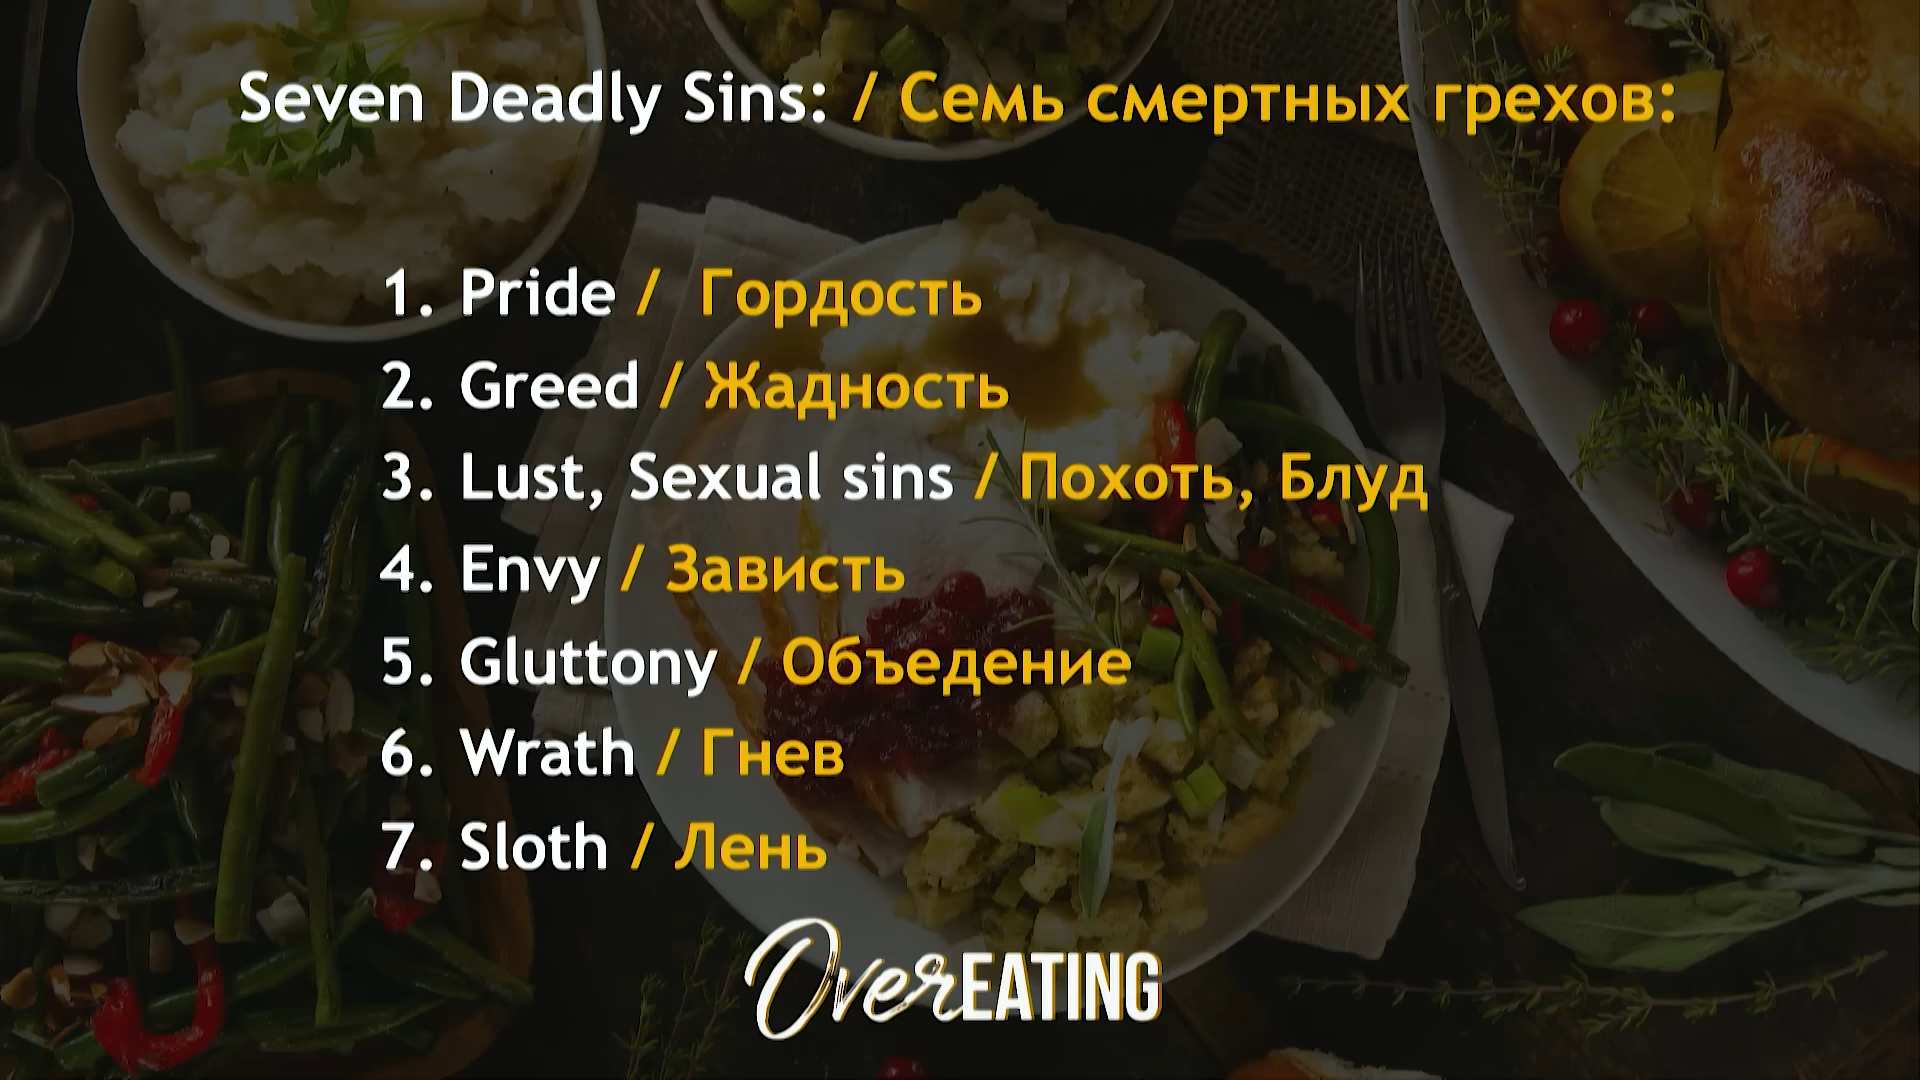 Seven Deadly Sins: / Семь смертных грехов:
1. Pride / Гордость
2. Greed / Жадность
3. Lust, Sexual sins / Похоть, Блуд
4. Envy / Зависть
5. Gluttony / Объедение
6. Wrath / Гнев
7. Sloth / Лень
OverEATING